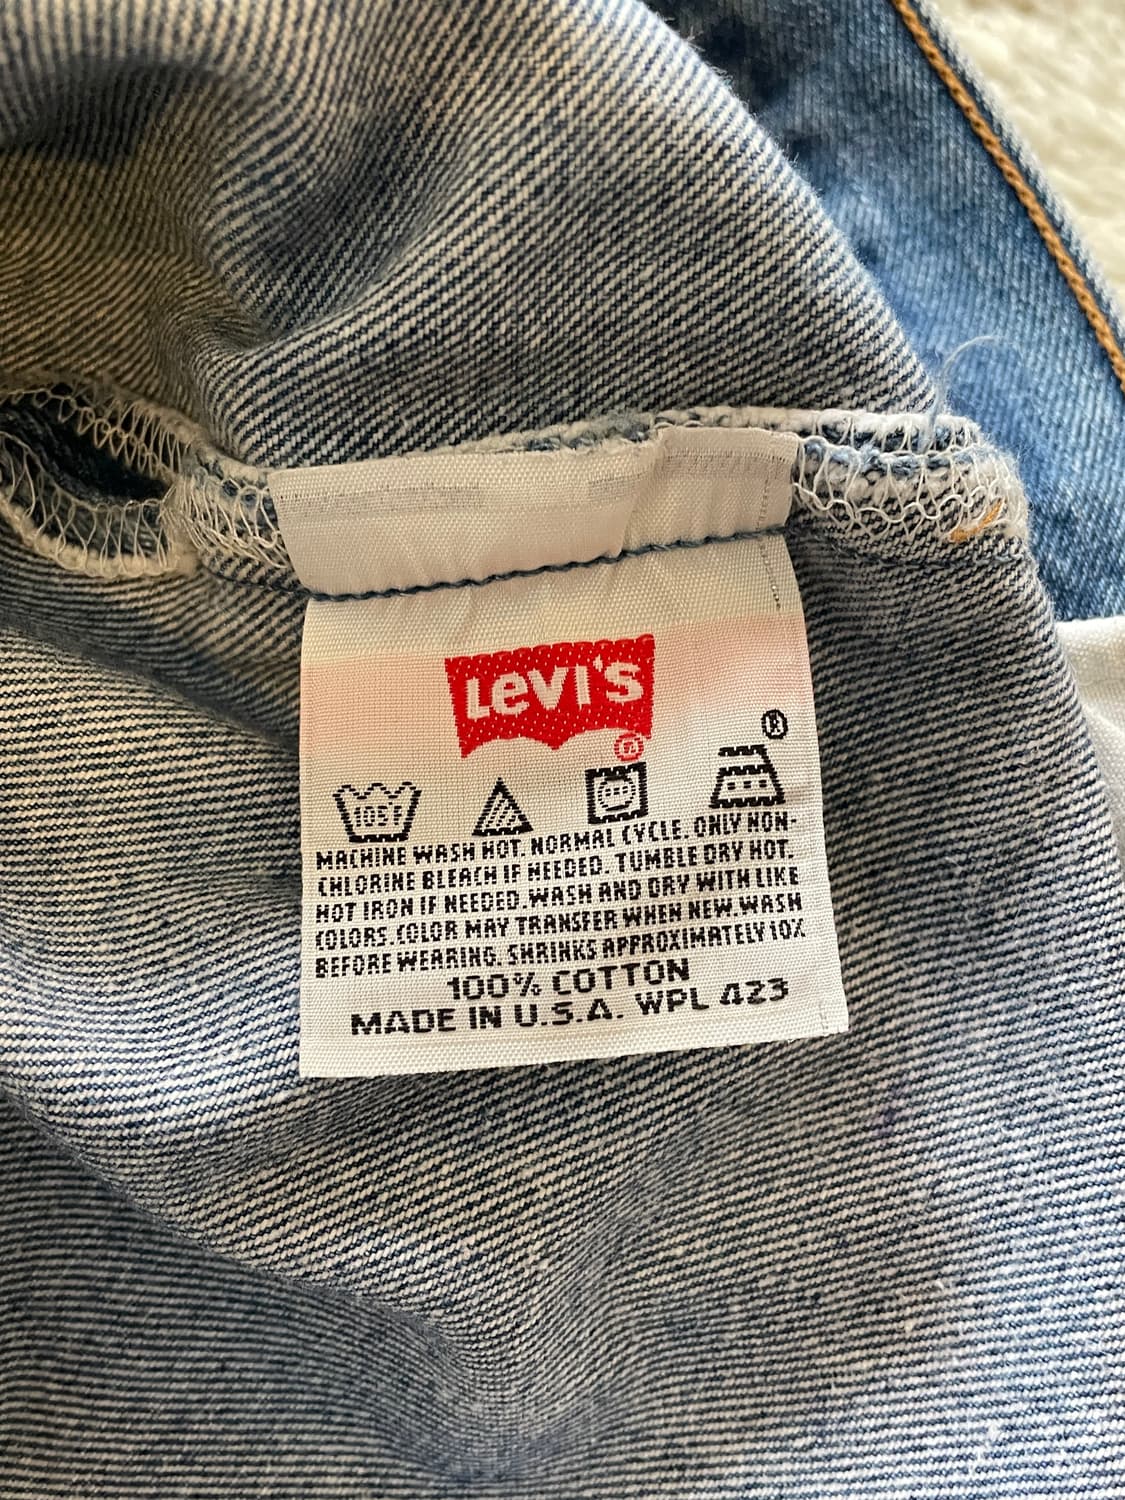 LEVI'S
®
®
105F
MACHINE WASH HOT. NORMAL CYCLE. ONLY NON-
CHLORINE BLEACH IF NEEDED. TUMBLE DRY HOT.
HOT IRON IF NEEDED. WASH AND DRY WITH LIKE
COLORS. COLOR MAY TRANSFER WHEN NEW. WASH
BEFORE WEARING. SHRINKS APPROXIMATELY 10%
100% COTTON
MADE IN U.S.A. WPL 423